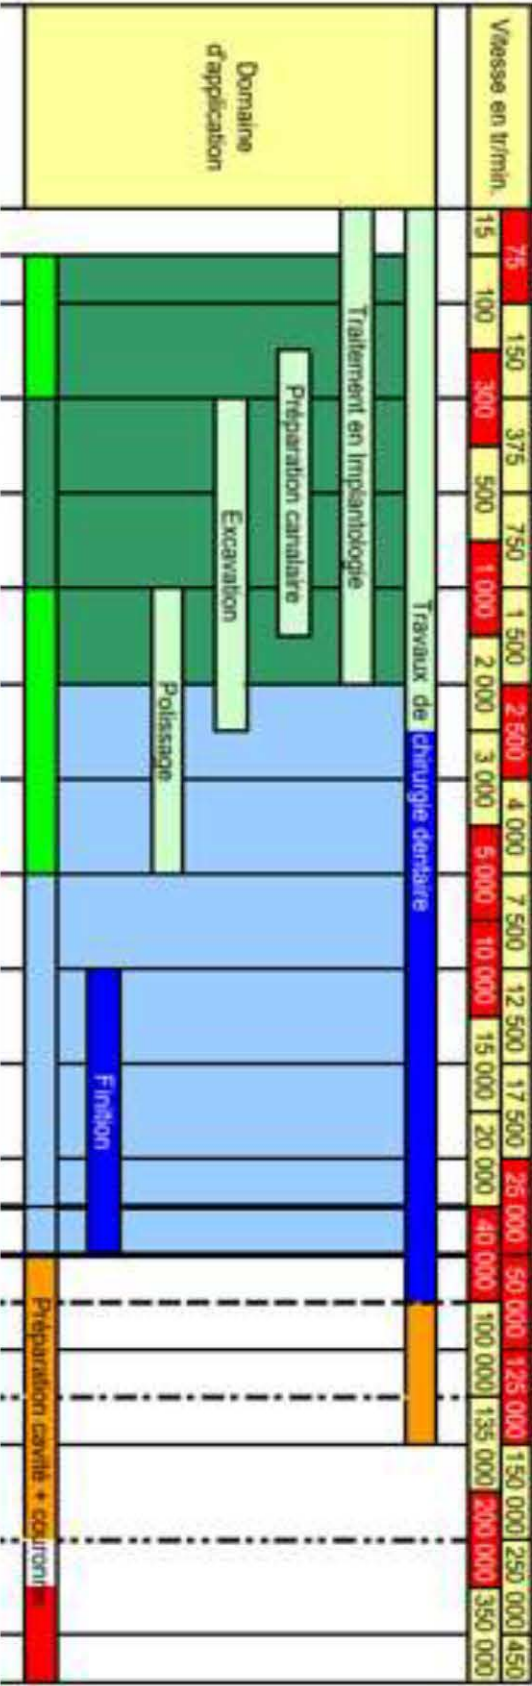 Vitesse en tr/min.
75 150 375 750 1 500 2 500 4 000 7 500 12 500 17 500 25 000 50 000 125 000 150 000 250 000 450
15 100 300 500 1 000 2 000 3 000 5 000 10 000 15 000 20 000 40 000 100 000 135 000 200 000 350 000
Domaine
d'application
Travaux de chirurgie dentaire
Traitement en Implantologie
Préparation canalaire
Excavation
Polissage
Finition
Préparation cavité + couronne